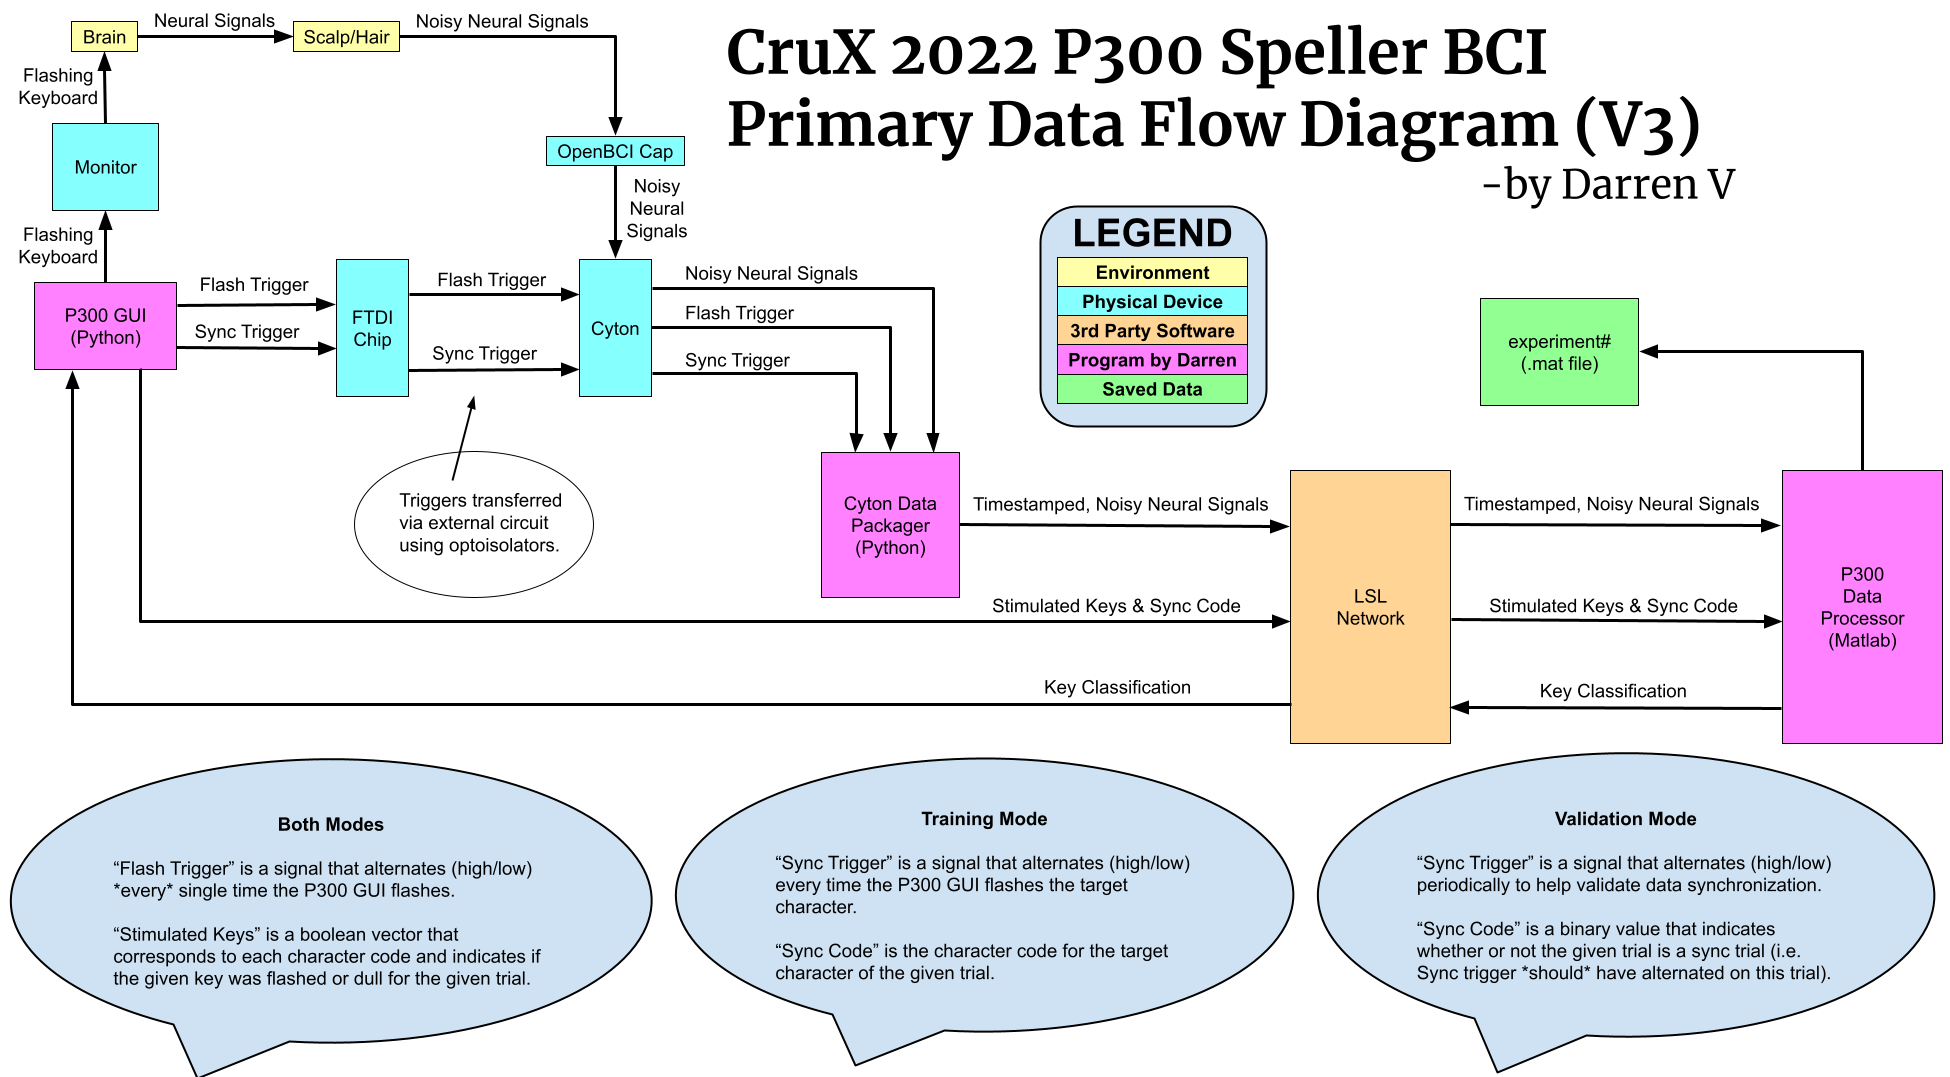 CruX 2022 P300 Speller BCI
Primary Data Flow Diagram (V3)
-by Darren V
Brain
Neural Signals
Scalp/Hair
Noisy Neural Signals
Flashing
Keyboard
Monitor
OpenBCI Cap
Noisy
Neural
Signals
Flashing
Keyboard
P300 GUI
(Python)
Flash Trigger
Sync Trigger
FTDI
Chip
Flash Trigger
Sync Trigger
Cyton
Noisy Neural Signals
Flash Trigger
Sync Trigger
LEGEND
Environment
Physical Device
3rd Party Software
Program by Darren
Saved Data
experiment#
(.mat file)
Triggers transferred
via external circuit
using optoisolators.
Cyton Data
Packager
(Python)
Timestamped, Noisy Neural Signals
Stimulated Keys & Sync Code
Key Classification
LSL
Network
Timestamped, Noisy Neural Signals
Stimulated Keys & Sync Code
Key Classification
P300
Data
Processor
(Matlab)
Both Modes
“Flash Trigger” is a signal that alternates (high/low)
*every* single time the P300 GUI flashes.
“Stimulated Keys” is a boolean vector that
corresponds to each character code and indicates if
the given key was flashed or dull for the given trial.
Training Mode
“Sync Trigger” is a signal that alternates (high/low)
every time the P300 GUI flashes the target
character.
“Sync Code” is the character code for the target
character of the given trial.
Validation Mode
“Sync Trigger” is a signal that alternates (high/low)
periodically to help validate data synchronization.
“Sync Code” is a binary value that indicates
whether or not the given trial is a sync trial (i.e.
Sync trigger *should* have alternated on this trial).